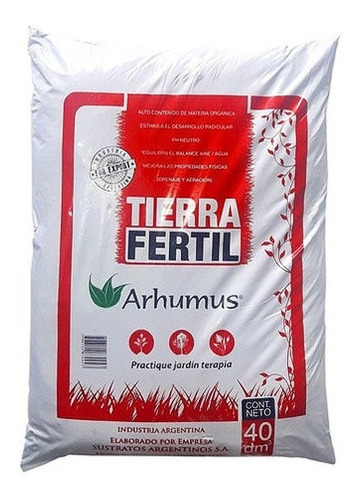 ALTO CONTENIDO DE MATERIA ORGÁNICA
ESTIMULA EL DESARROLLO RADICULAR
PH NEUTRO
EQUILIBRA EL BALANCE AIRE / AGUA
MEJORA LAS PROPIEDADES FÍSICAS
(DRENAJE Y AERACIÓN)
EXPORT
TIERRA
FERTIL
Arhumus®
Practique jardín terapia
CONT.
NETO
40
dm³
INDUSTRIA ARGENTINA
ELABORADO POR EMPRESA
SUSTRATOS ARGENTINOS S.A.